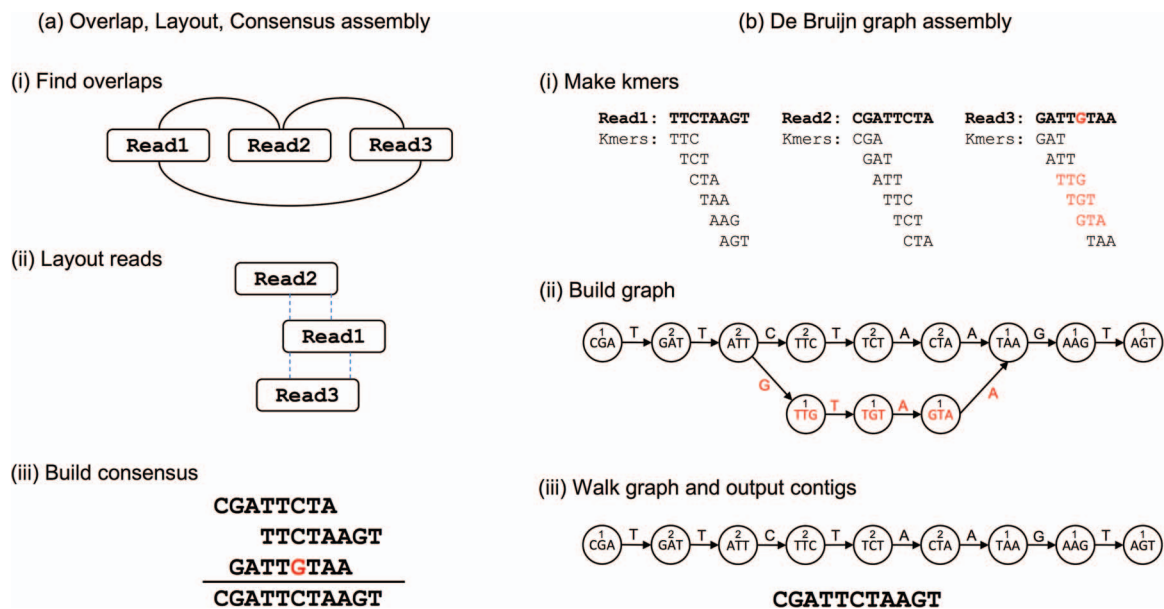 (a) Overlap, Layout, Consensus assembly
(i) Find overlaps
Read1 Read2 Read3
(ii) Layout reads
Read2
Read1
Read3
(iii) Build consensus
CGATTCTA
TTCTAAGT
GATTGTAA
CGATTCTAAGT
(b) De Bruijn graph assembly
(i) Make kmers
Read1: TTCTAAGT Read2: CGATTCTA Read3: GATTGTAA
Kmers: TTC Kmers: CGA Kmers: GAT
TCT GAT ATT
CTA ATT TTG
TAA TTC TGT
AAG TCT GTA
AGT CTA TAA
(ii) Build graph
1 T 2 T 2 C 2 T 2 A 2 A 1 G 1 T 1
CGA GAT ATT TTC TCT CTA TAA AAG AGT
G A
1 T 1 A 1
TTG TGT GTA
(iii) Walk graph and output contigs
1 T 2 T 2 C 2 T 2 A 2 A 1 G 1 T 1
CGA GAT ATT TTC TCT CTA TAA AAG AGT
CGATTCTAAGT